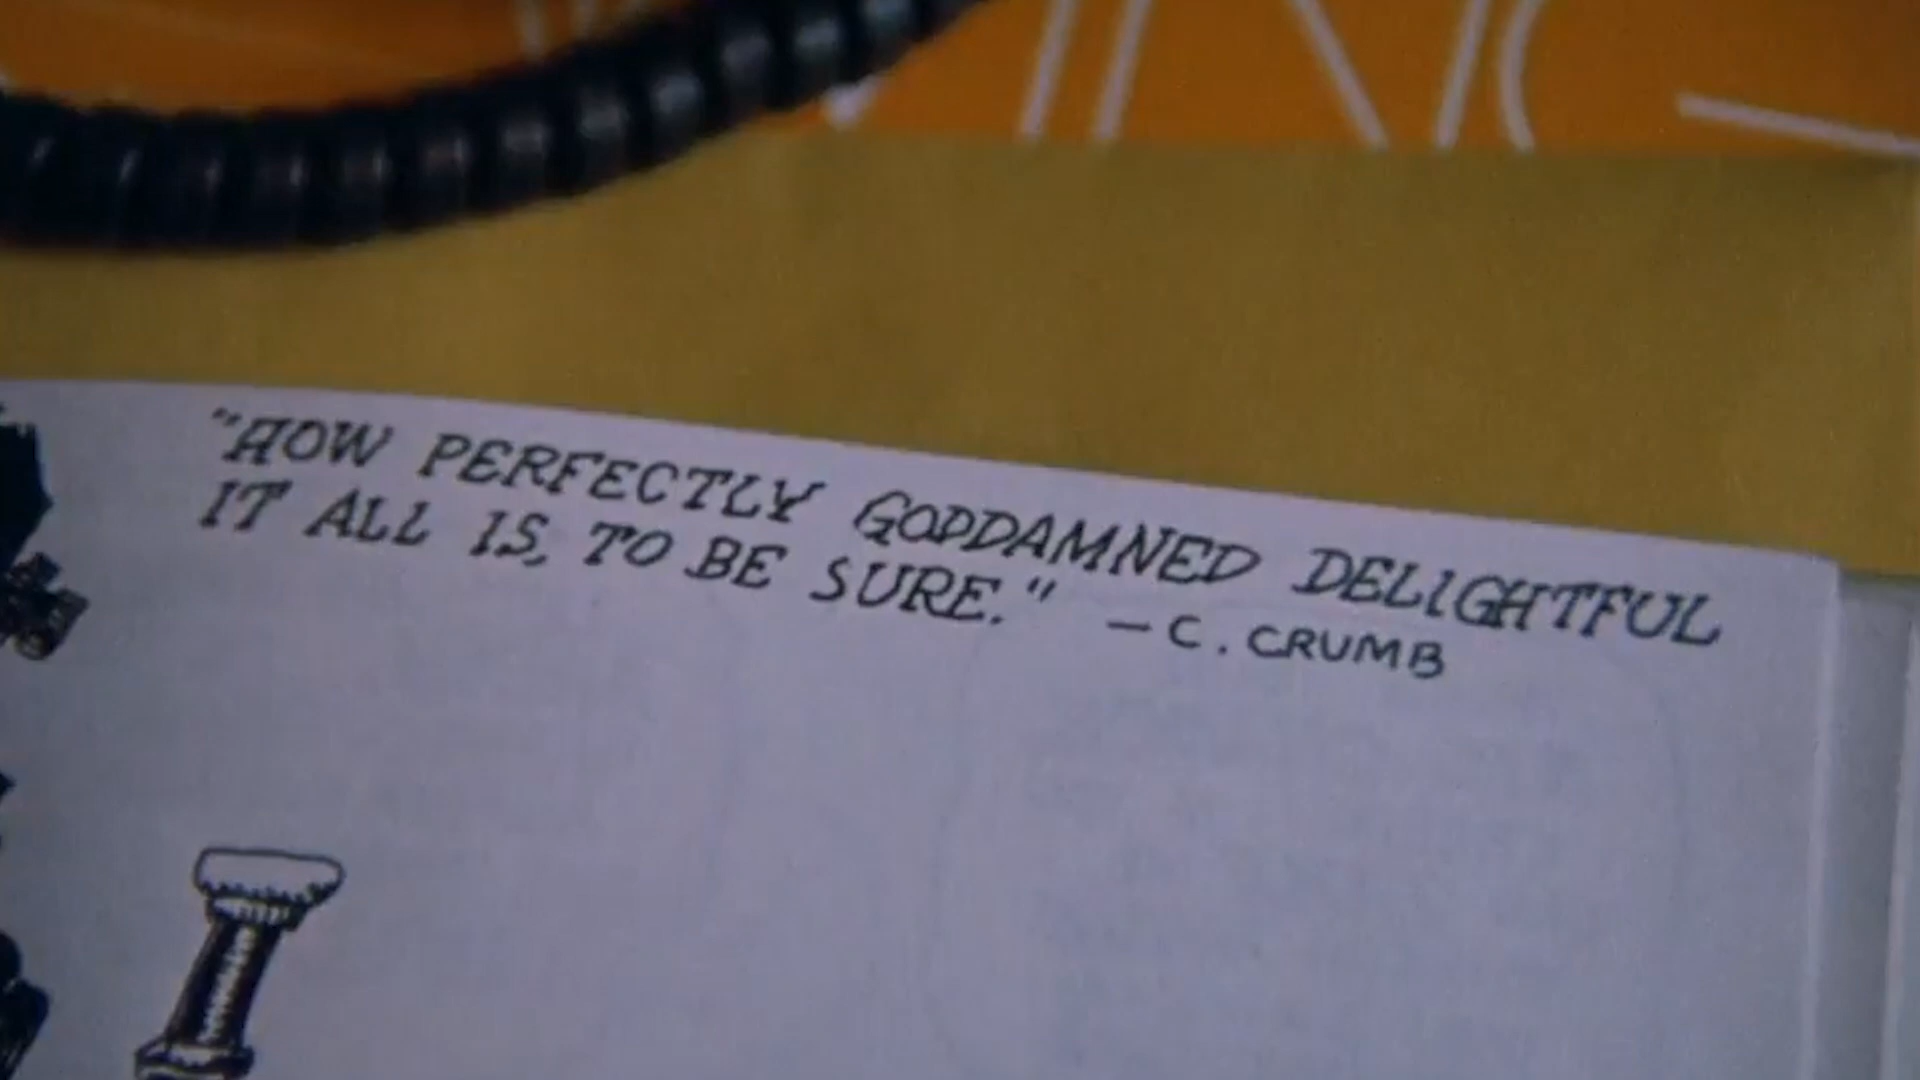 "HOW PERFECTLY GODDAMNED DELIGHTFUL
IT ALL IS, TO BE SURE." — C. CRUMB